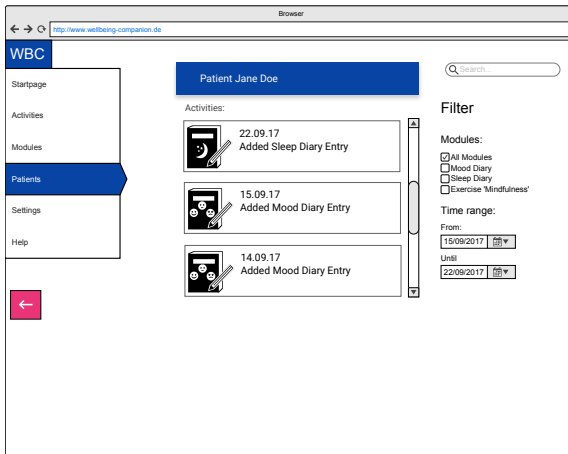 Browser
http://www.wellbeing-companion.de
WBC
Startpage
Activities
Modules
Patients
Settings
Help
Patient Jane Doe
Activities:
22.09.17
Added Sleep Diary Entry
15.09.17
Added Mood Diary Entry
14.09.17
Added Mood Diary Entry
Search...
Filter
Modules:
All Modules
Mood Diary
Sleep Diary
Exercise 'Mindfulness'
Time range:
From:
15/09/2017
Until
22/09/2017